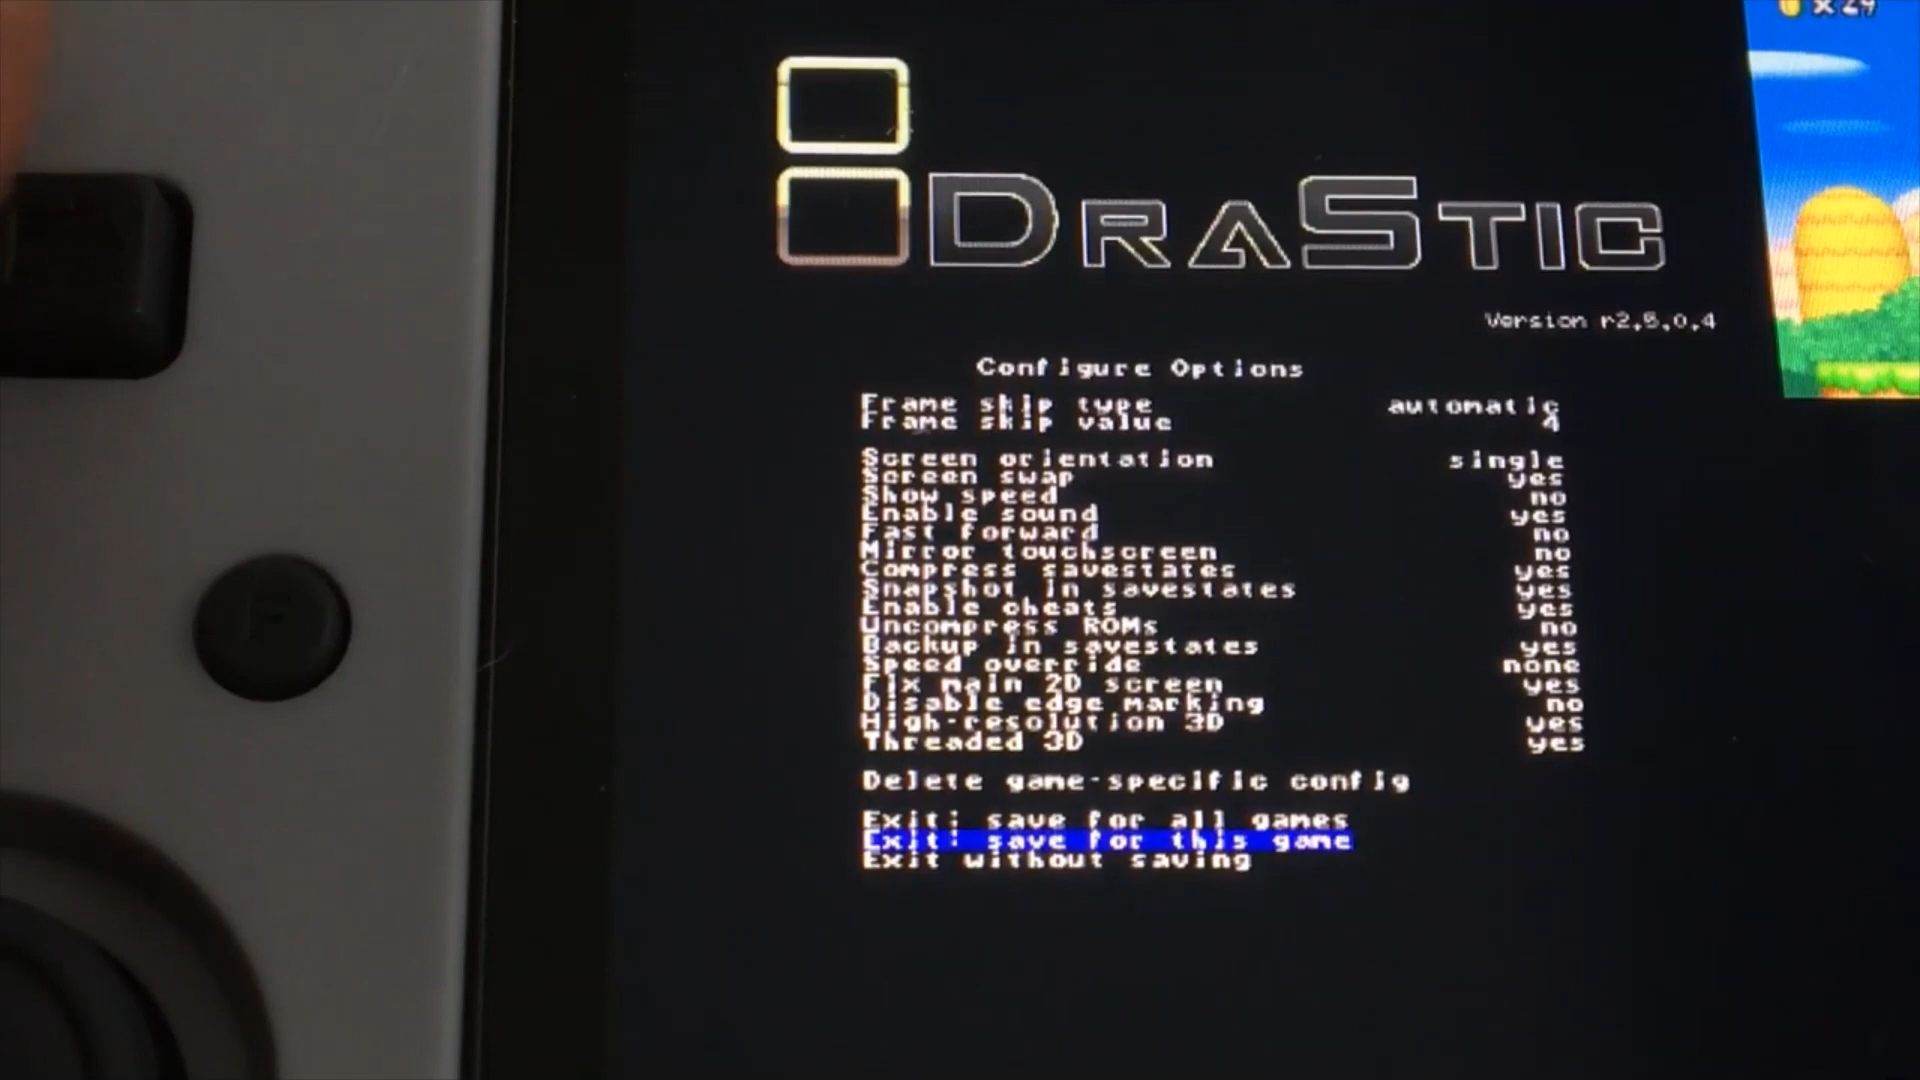 x 29
DRASTIC
Version r2.5.0.4
Configure Options
Frame skip type automatic
Frame skip value 4
Screen orientation single
Screen swap yes
Show speed no
Enable sound yes
Fast forward no
Mirror touchscreen no
Compress savestates yes
Snapshot in savestates yes
Enable cheats yes
Uncompress ROMs no
Backup in savestates yes
Speed override none
Fix main 2D screen yes
Disable edge marking no
High-resolution 3D yes
Threaded 3D yes
Delete game-specific config
Exit: save for all games
Exit: save for this game
Exit without saving
F